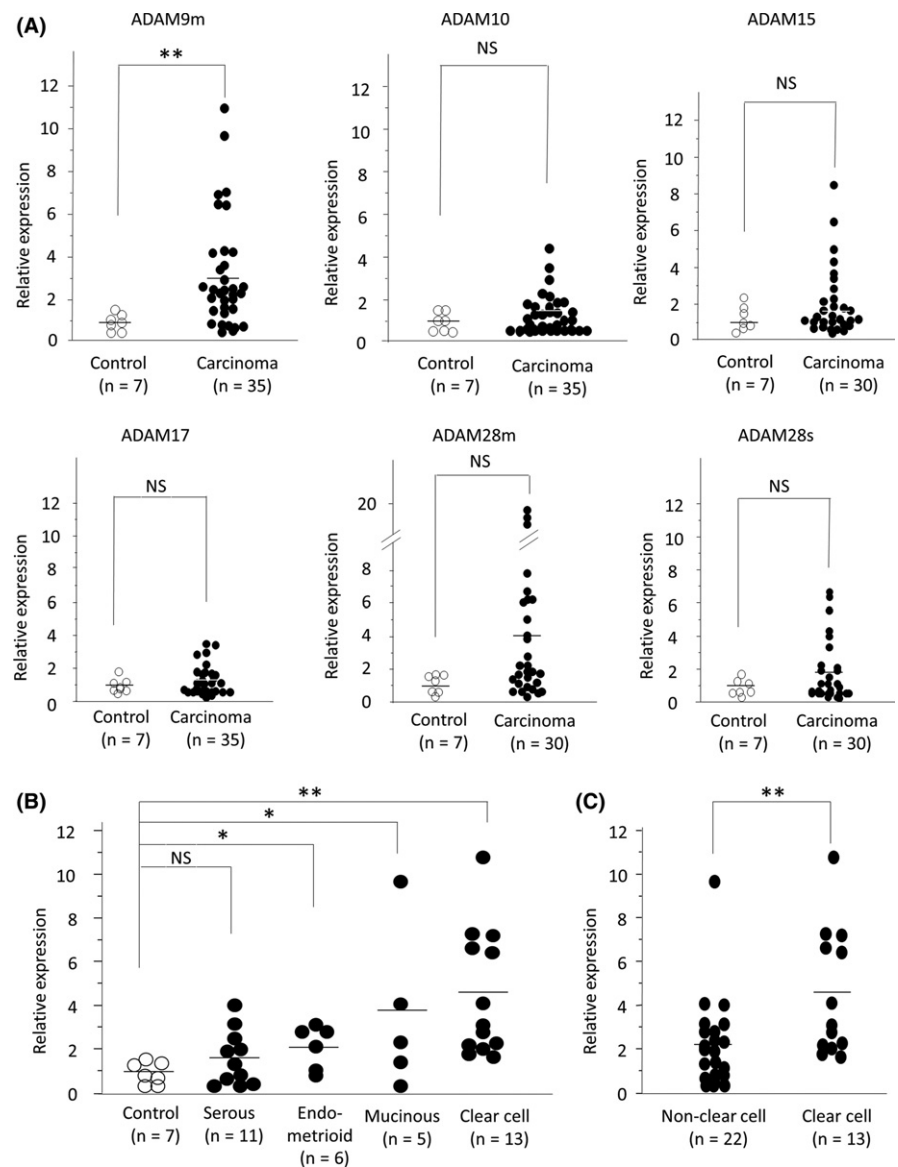 (A)
ADAM9m
ADAM10
ADAM15
**
NS
NS
Relative expression
12
10
8
6
4
2
0
Control
(n = 7)
Carcinoma
(n = 35)
Relative expression
12
10
8
6
4
2
0
Control
(n = 7)
Carcinoma
(n = 35)
Relative expression
12
10
8
6
4
2
0
Control
(n = 7)
Carcinoma
(n = 30)
ADAM17
ADAM28m
ADAM28s
NS
NS
NS
Relative expression
12
10
8
6
4
2
0
Control
(n = 7)
Carcinoma
(n = 35)
Relative expression
20
8
6
4
2
0
Control
(n = 7)
Carcinoma
(n = 30)
Relative expression
12
10
8
6
4
2
0
Control
(n = 7)
Carcinoma
(n = 30)
(B)
**
*
*
NS
Relative expression
12
10
8
6
4
2
0
Control
(n = 7)
Serous
(n = 11)
Endo-
metrioid
(n = 6)
Mucinous
(n = 5)
Clear cell
(n = 13)
(C)
**
Relative expression
12
10
8
6
4
2
0
Non-clear cell
(n = 22)
Clear cell
(n = 13)